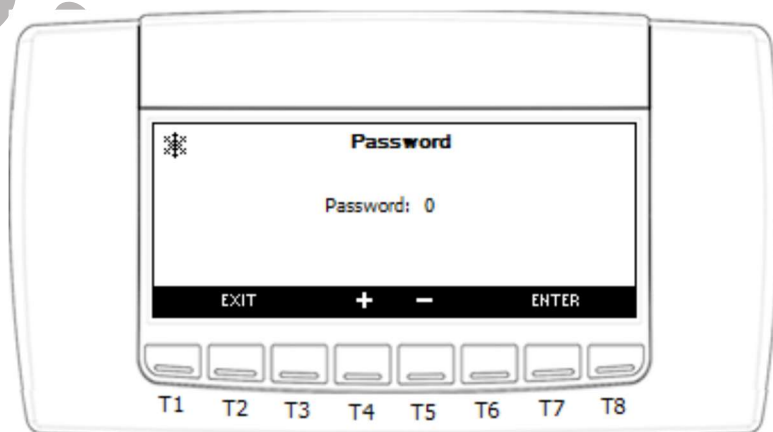 Password
Password: 0
EXIT + − ENTER
T1 T2 T3 T4 T5 T6 T7 T8